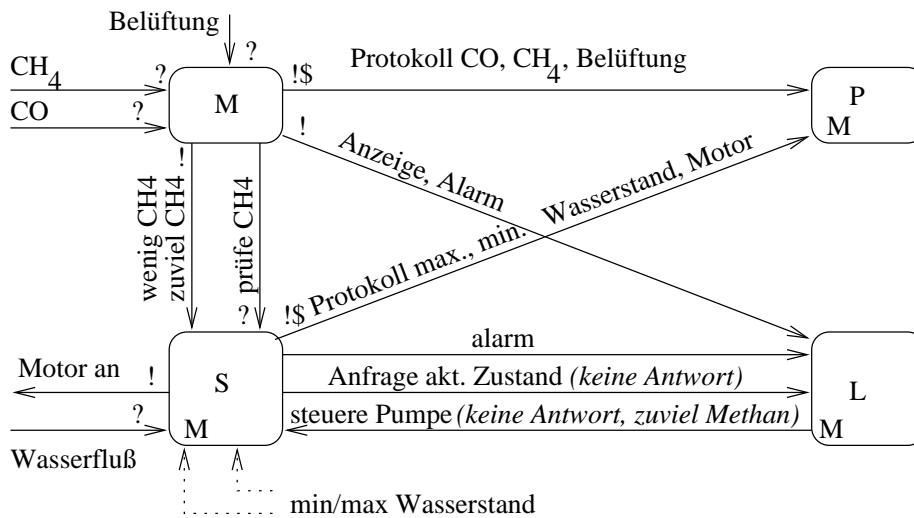 Belüftung
?
CH4
?
!$
Protokoll CO, CH4, Belüftung
M
P
CO
?
!
M
wenig CH4
zuviel CH4 !
prüfe CH4
Anzeige, Alarm
?
!$ Protokoll max., min. Wasserstand, Motor
alarm
Motor an
!
S
Anfrage akt. Zustand (keine Antwort)
L
?
steuere Pumpe (keine Antwort, zuviel Methan)
M
M
Wasserfluß
min/max Wasserstand